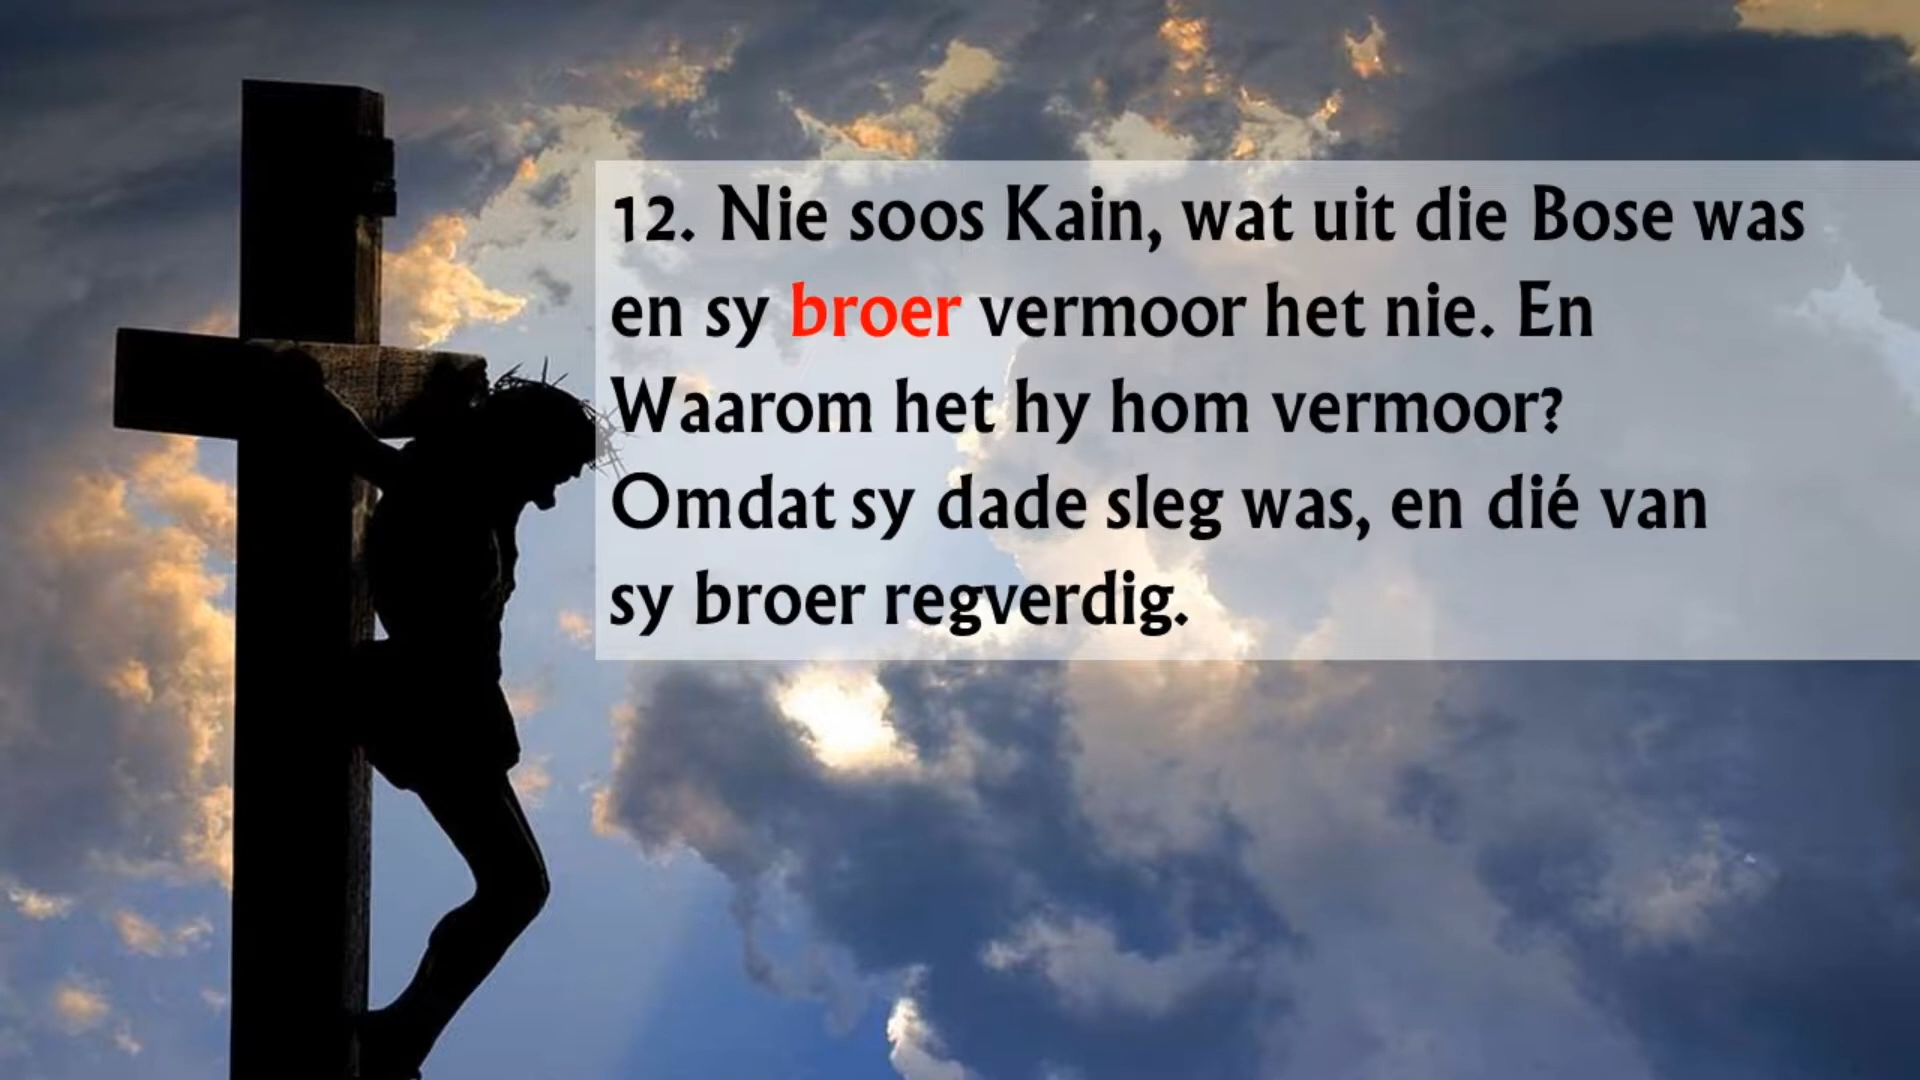 12. Nie soos Kain, wat uit die Bose was
en sy broer vermoor het nie. En
Waarom het hy hom vermoor?
Omdat sy dade sleg was, en dié van
sy broer regverdig.